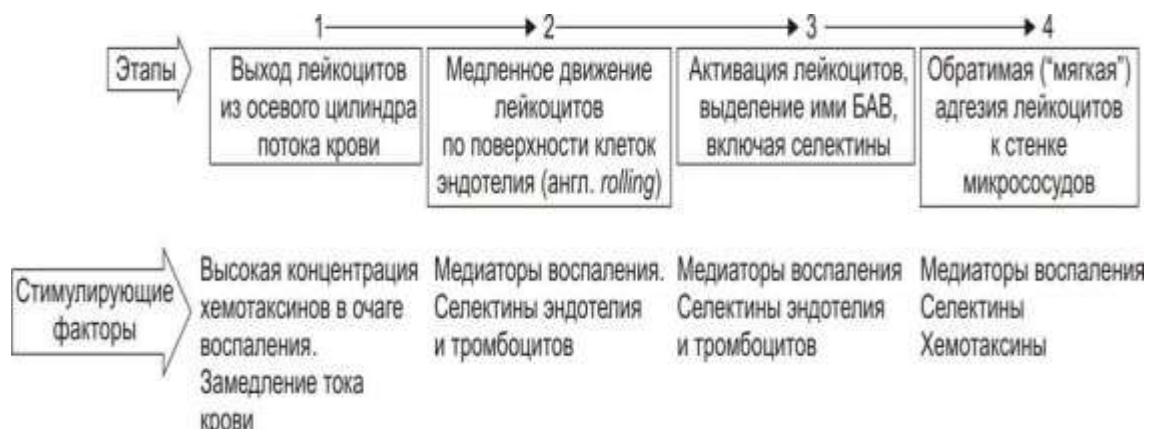 1 2 3 4
Этапы
Выход лейкоцитов
из осевого цилиндра
потока крови
Медленное движение
лейкоцитов
по поверхности клеток
эндотелия (англ. rolling)
Активация лейкоцитов,
выделение ими БАВ,
включая селектины
Обратимая (“мягкая”)
адгезия лейкоцитов
к стенке
микрососудов
Стимулирующие
факторы
Высокая концентрация
хемотаксинов в очаге
воспаления.
Замедление тока
крови
Медиаторы воспаления.
Селектины эндотелия
и тромбоцитов
Медиаторы воспаления
Селектины эндотелия
и тромбоцитов
Медиаторы воспаления
Селектины
Хемотаксины